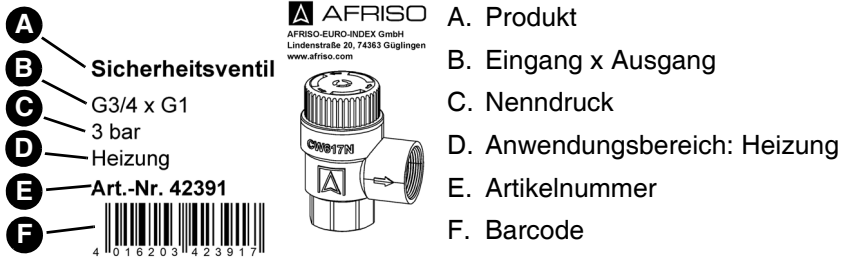 A
B
C
D
E
F
Sicherheitsventil
G3/4 x G1
3 bar
Heizung
Art.-Nr. 42391
4 016203 423917
AFRISO
AFRISO-EURO-INDEX GmbH
Lindenstraße 20, 74363 Güglingen
www.afriso.com
CW617N
A. Produkt
B. Eingang x Ausgang
C. Nenndruck
D. Anwendungsbereich: Heizung
E. Artikelnummer
F. Barcode